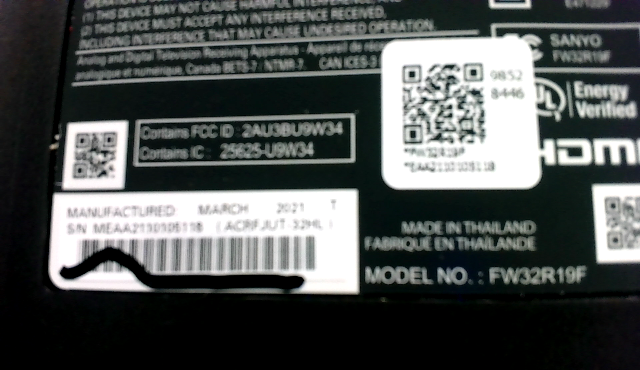 (1) THIS DEVICE MAY NOT CAUSE HARMFUL INTERFERENCE
(2) THIS DEVICE MUST ACCEPT ANY INTERFERENCE RECEIVED,
INCLUDING INTERFERENCE THAT MAY CAUSE UNDESIRED OPERATION.
Analog and Digital Television Receiving Apparatus - Appareil de
analogique et numérique, Canada BETS-7 / NTMR-7. CAN ICES-3
SANYO
FW32R19F
9852
8446
UL
Energy
Verified
HDMI
Contains FCC ID : 2AU3BU9W34
Contains IC : 25625-U9W34
*FW32R19F
MANUFACTURED: MARCH 2021 T
S/N (ACRFJUT-32HL)
MADE IN THAILAND
FABRIQUÉ EN THAÏLANDE
MODEL NO. : FW32R19F